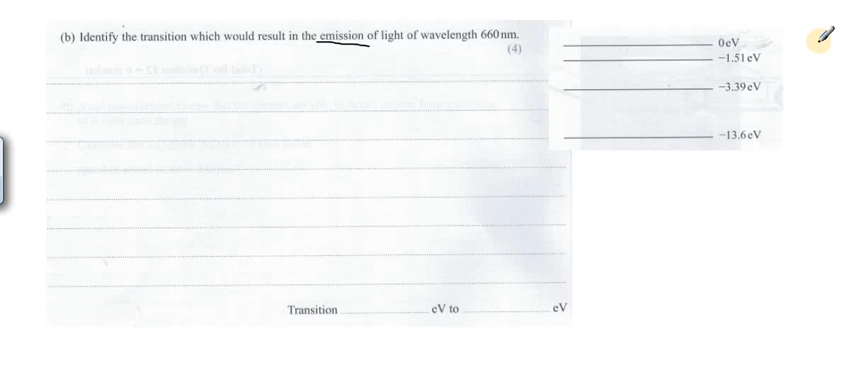 (b) Identify the transition which would result in the emission of light of wavelength 660 nm.
(4)
0 eV
−1.51 eV
−3.39 eV
−13.6 eV
Transition ........................ eV to ........................ eV